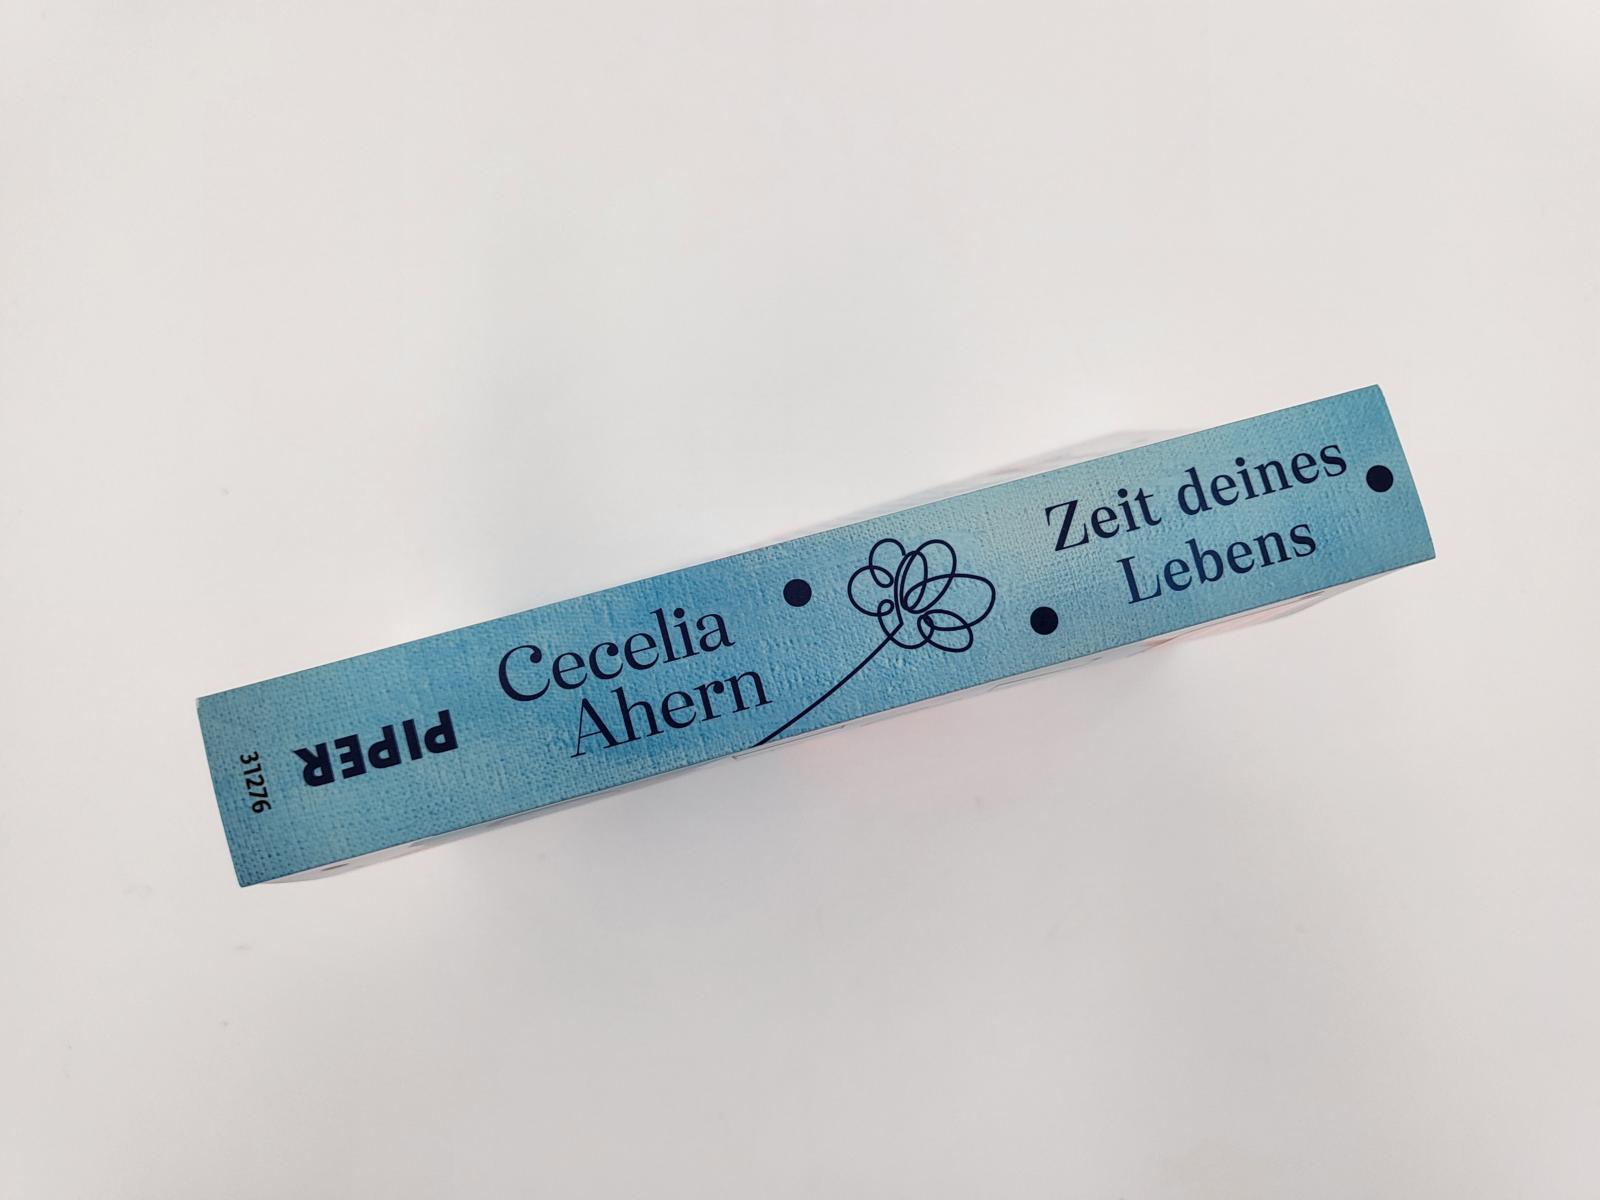 Cecelia
Ahern
Zeit deines
Lebens
PIPER
31276